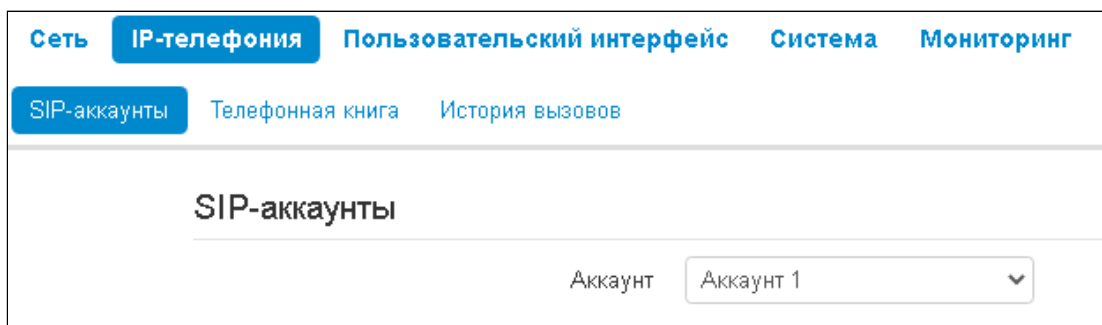 Сеть IP-телефония Пользовательский интерфейс Система Мониторинг
SIP-аккаунты Телефонная книга История вызовов
SIP-аккаунты
Аккаунт Аккаунт 1